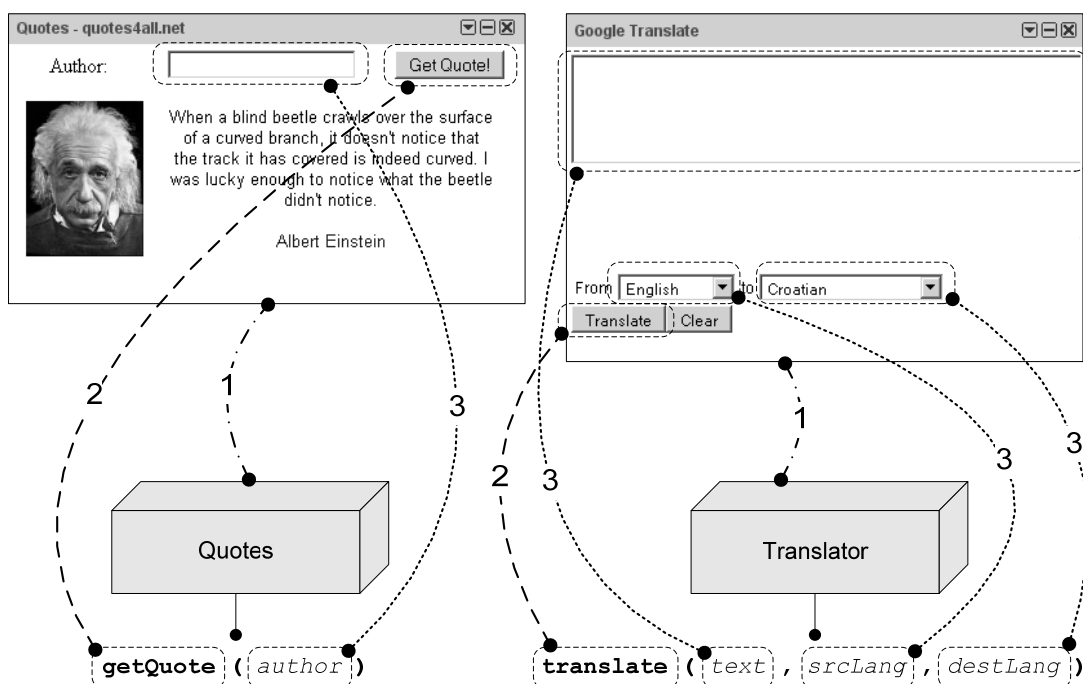 Quotes - quotes4all.net
Author:
Get Quote!
When a blind beetle crawls over the surface
of a curved branch, it doesn't notice that
the track it has covered is indeed curved. I
was lucky enough to notice what the beetle
didn't notice.
Albert Einstein
Google Translate
From English to Croatian
Translate Clear
1
2
3
1
2
3
3
3
Quotes
Translator
getQuote (author)
translate (text, srcLang, destLang)